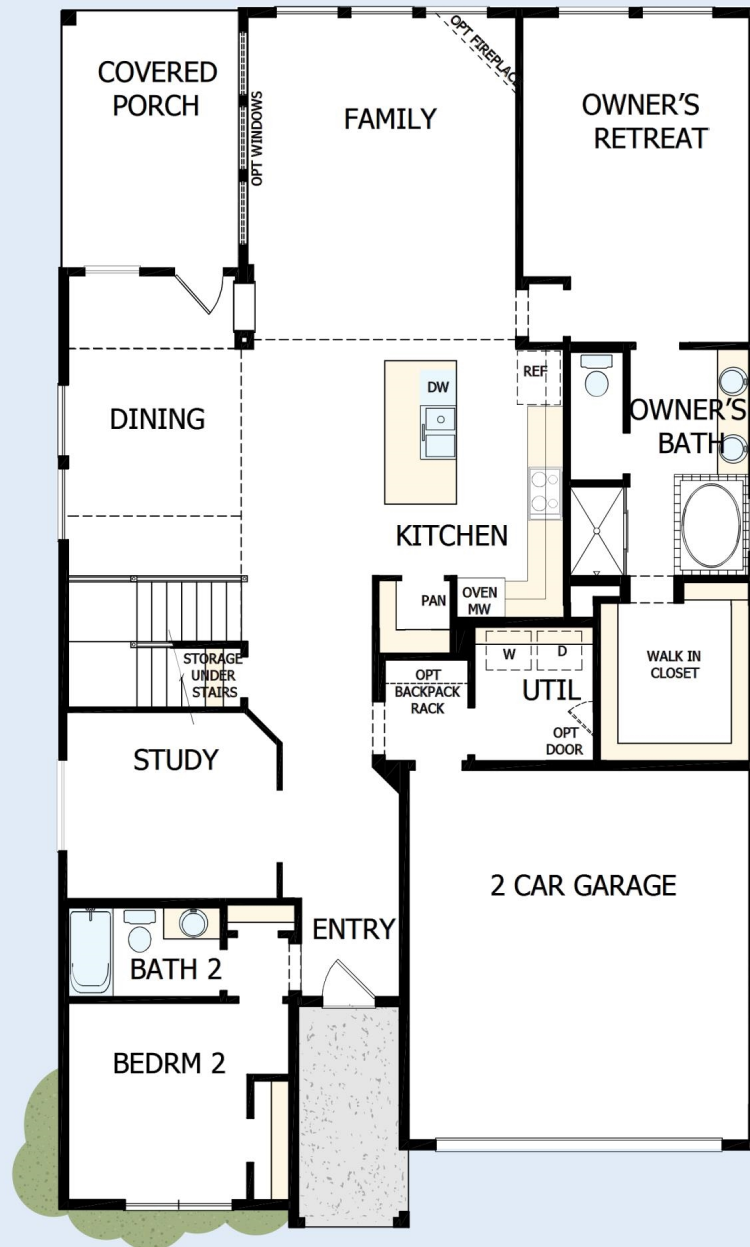 COVERED
PORCH
OPT WINDOWS
FAMILY
OPT FIREPLACE
OWNER'S
RETREAT
DINING
DW
REF
OWNER'S
BATH
KITCHEN
PAN
OVEN
MW
STORAGE
UNDER
STAIRS
OPT
BACKPACK
RACK
W
D
UTIL
OPT
DOOR
WALK IN
CLOSET
STUDY
2 CAR GARAGE
ENTRY
BATH 2
BEDRM 2